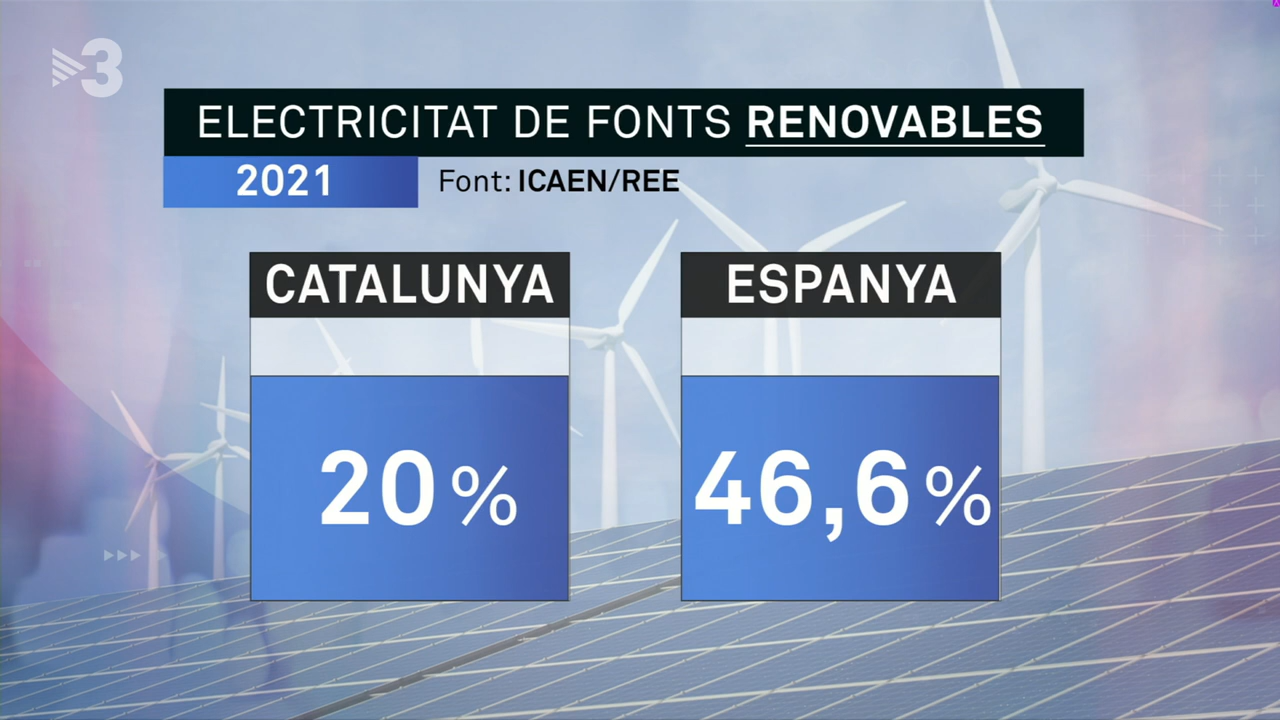 3
ELECTRICITAT DE FONTS RENOVABLES
2021
Font: ICAEN/REE
CATALUNYA
ESPANYA
20%
46,6%